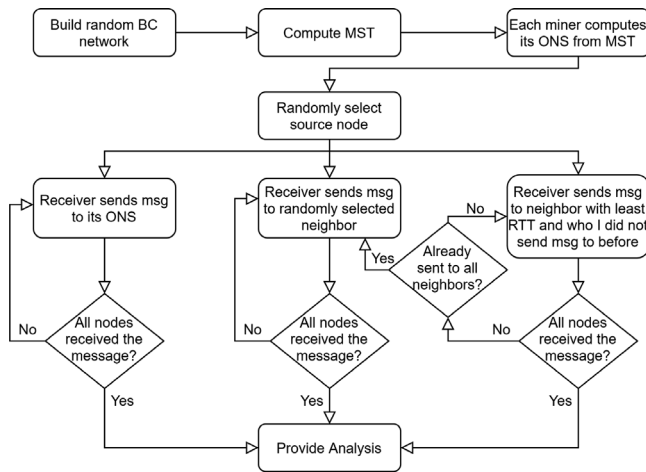 Build random BC
network
Compute MST
Each miner computes
its ONS from MST
Randomly select
source node
Receiver sends msg
to its ONS
Receiver sends msg
to randomly selected
neighbor
Receiver sends msg
to neighbor with least
RTT and who I did not
send msg to before
No
Yes
Already
sent to all
neighbors?
No
All nodes
received the
message?
No
All nodes
received the
message?
No
All nodes
received the
message?
Yes
Yes
Yes
Provide Analysis